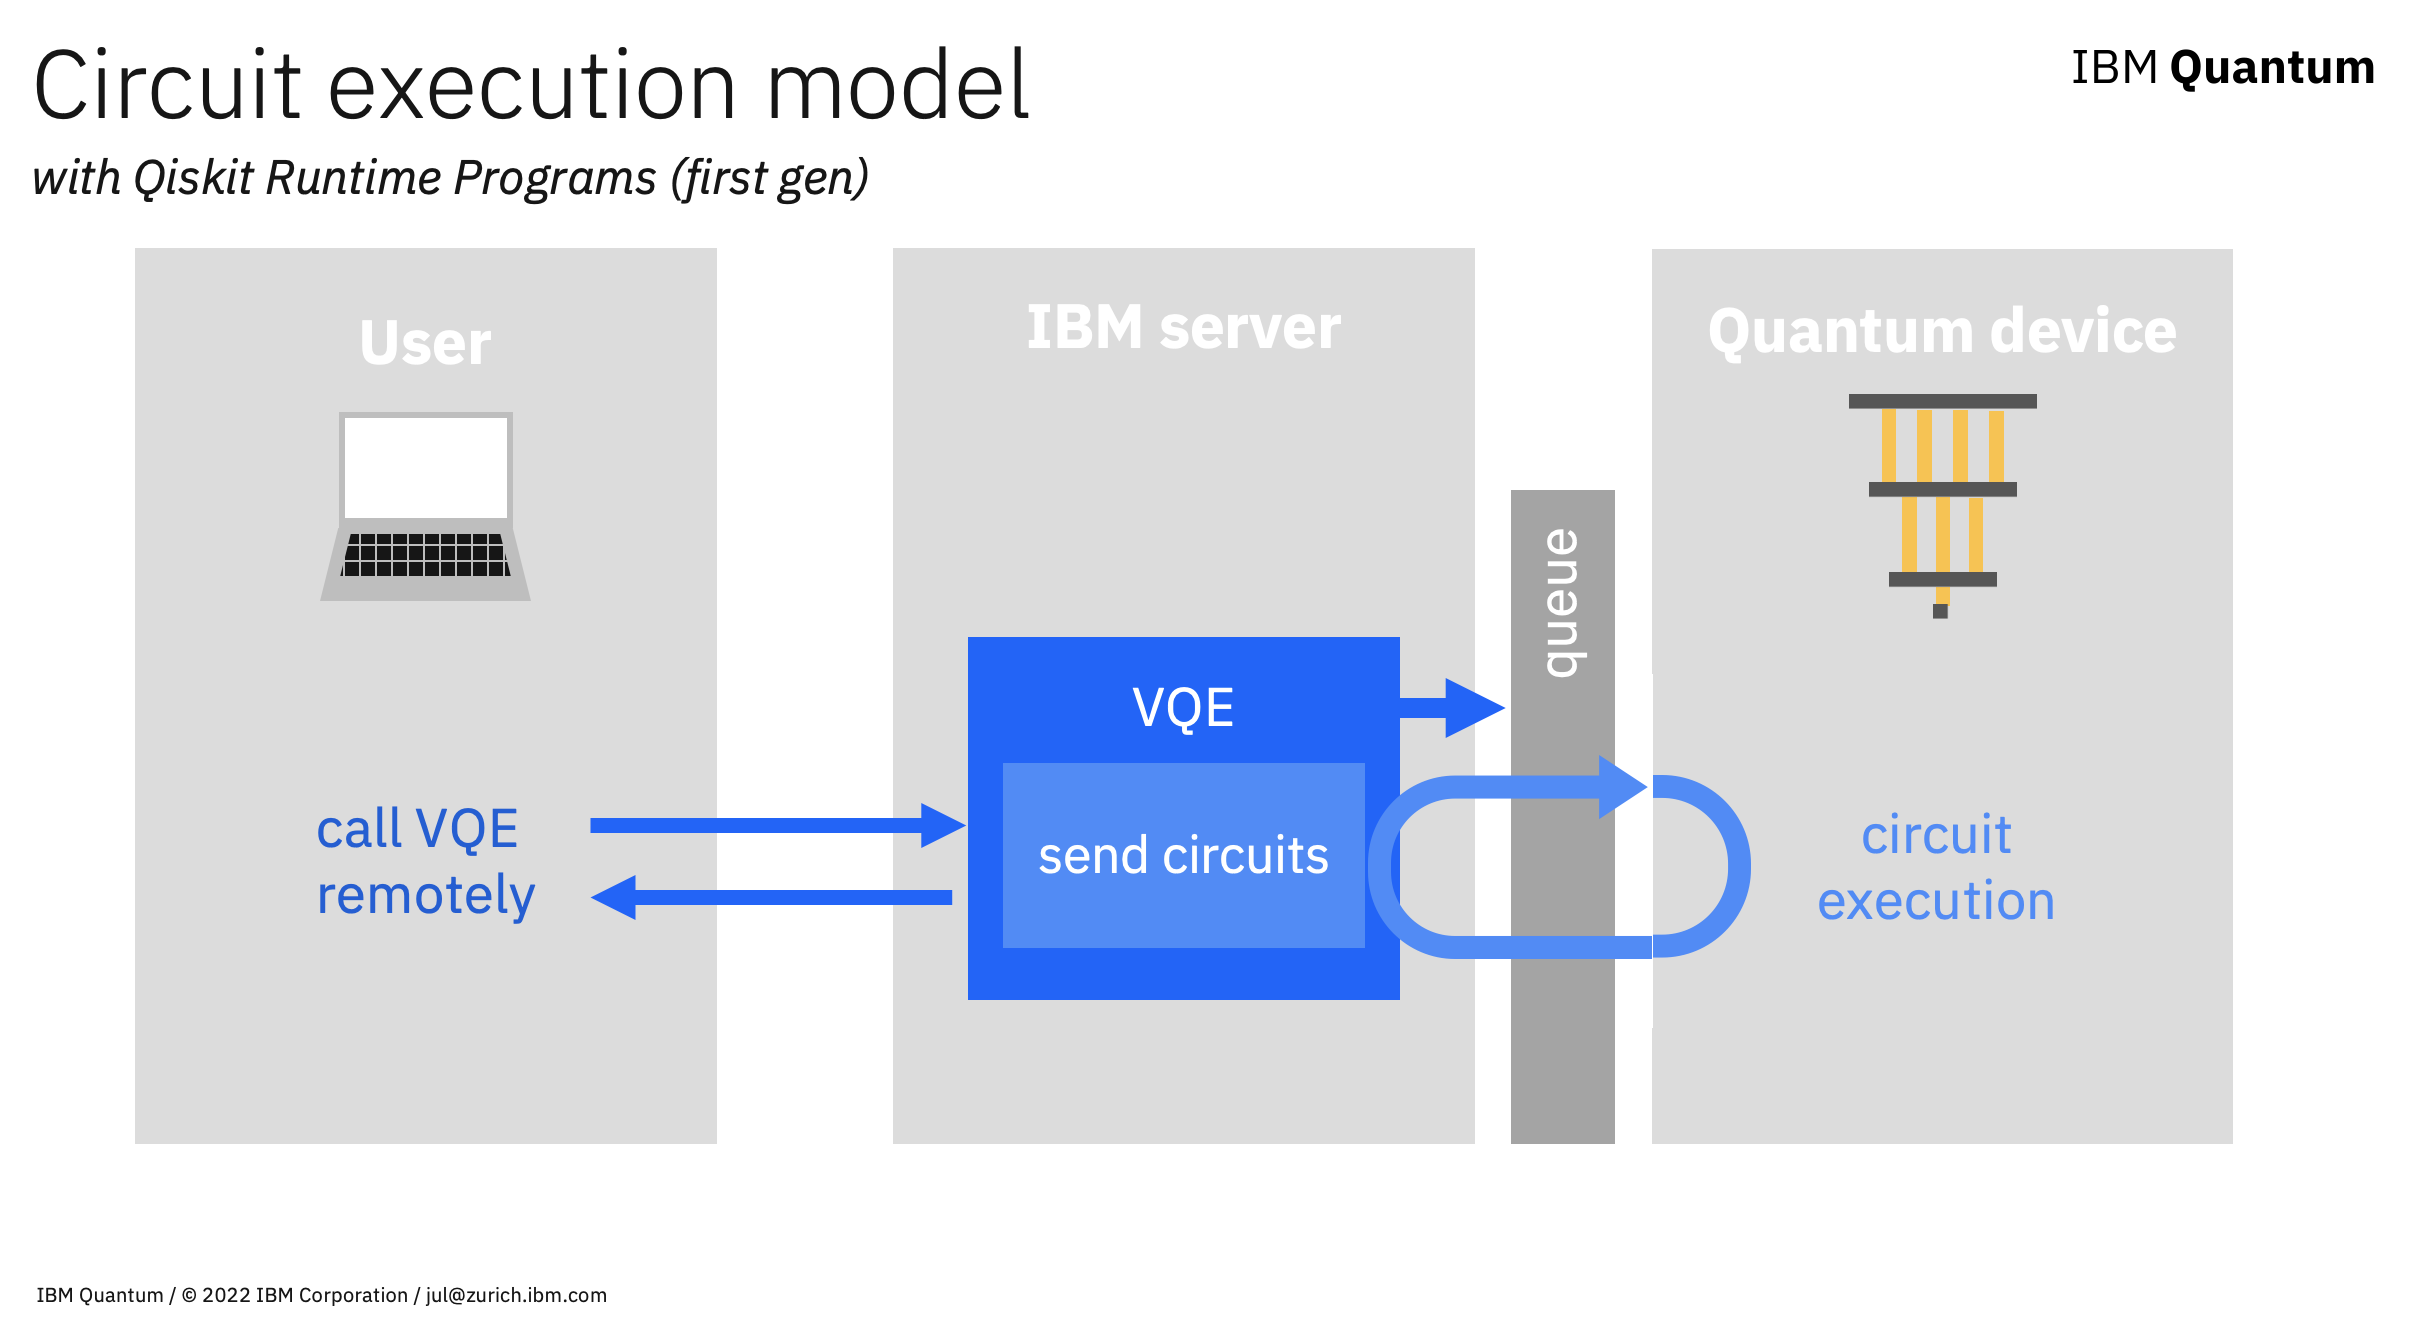 Circuit execution model
IBM Quantum
with Qiskit Runtime Programs (first gen)
User
IBM server
Quantum device
queue
VQE
send circuits
call VQE
remotely
circuit
execution
IBM Quantum / © 2022 IBM Corporation / jul@zurich.ibm.com